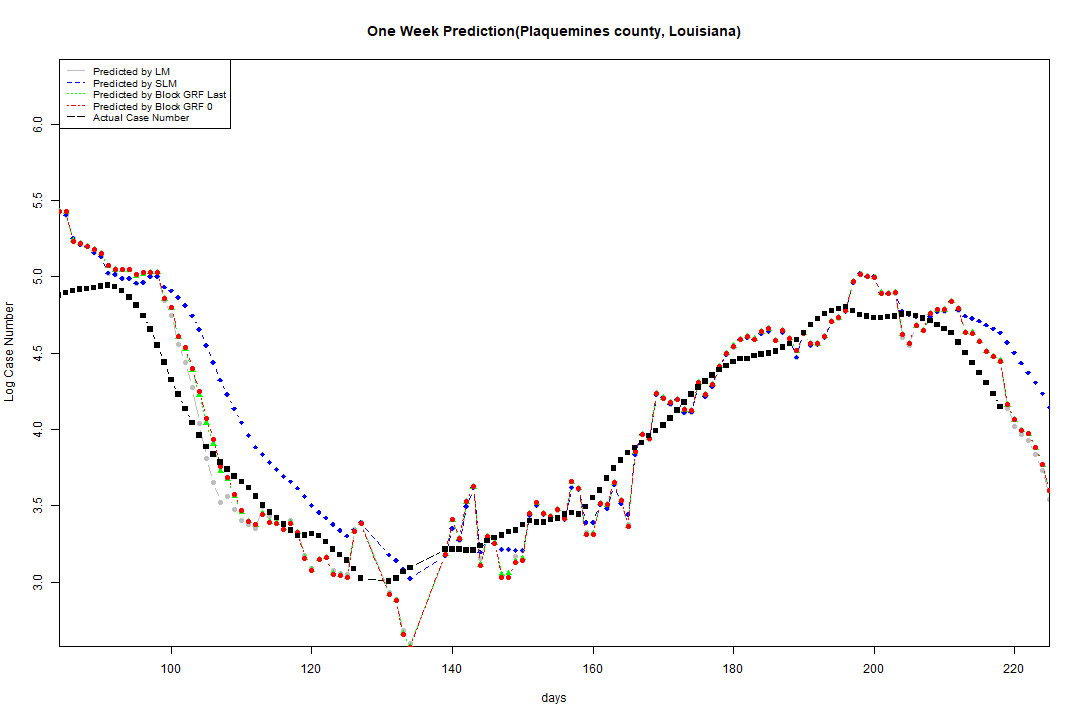 One Week Prediction(Plaquemines county, Louisiana)
Predicted by LM
Predicted by SLM
Predicted by Block GRF Last
Predicted by Block GRF 0
Actual Case Number
Log Case Number
6.0
5.5
5.0
4.5
4.0
3.5
3.0
100 120 140 160 180 200 220
days